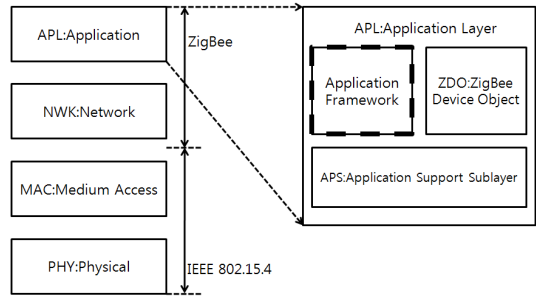 APL:Application
ZigBee
NWK:Network
MAC:Medium Access
PHY:Physical
IEEE 802.15.4
APL:Application Layer
Application
Framework
ZDO:ZigBee
Device Object
APS:Application Support Sublayer